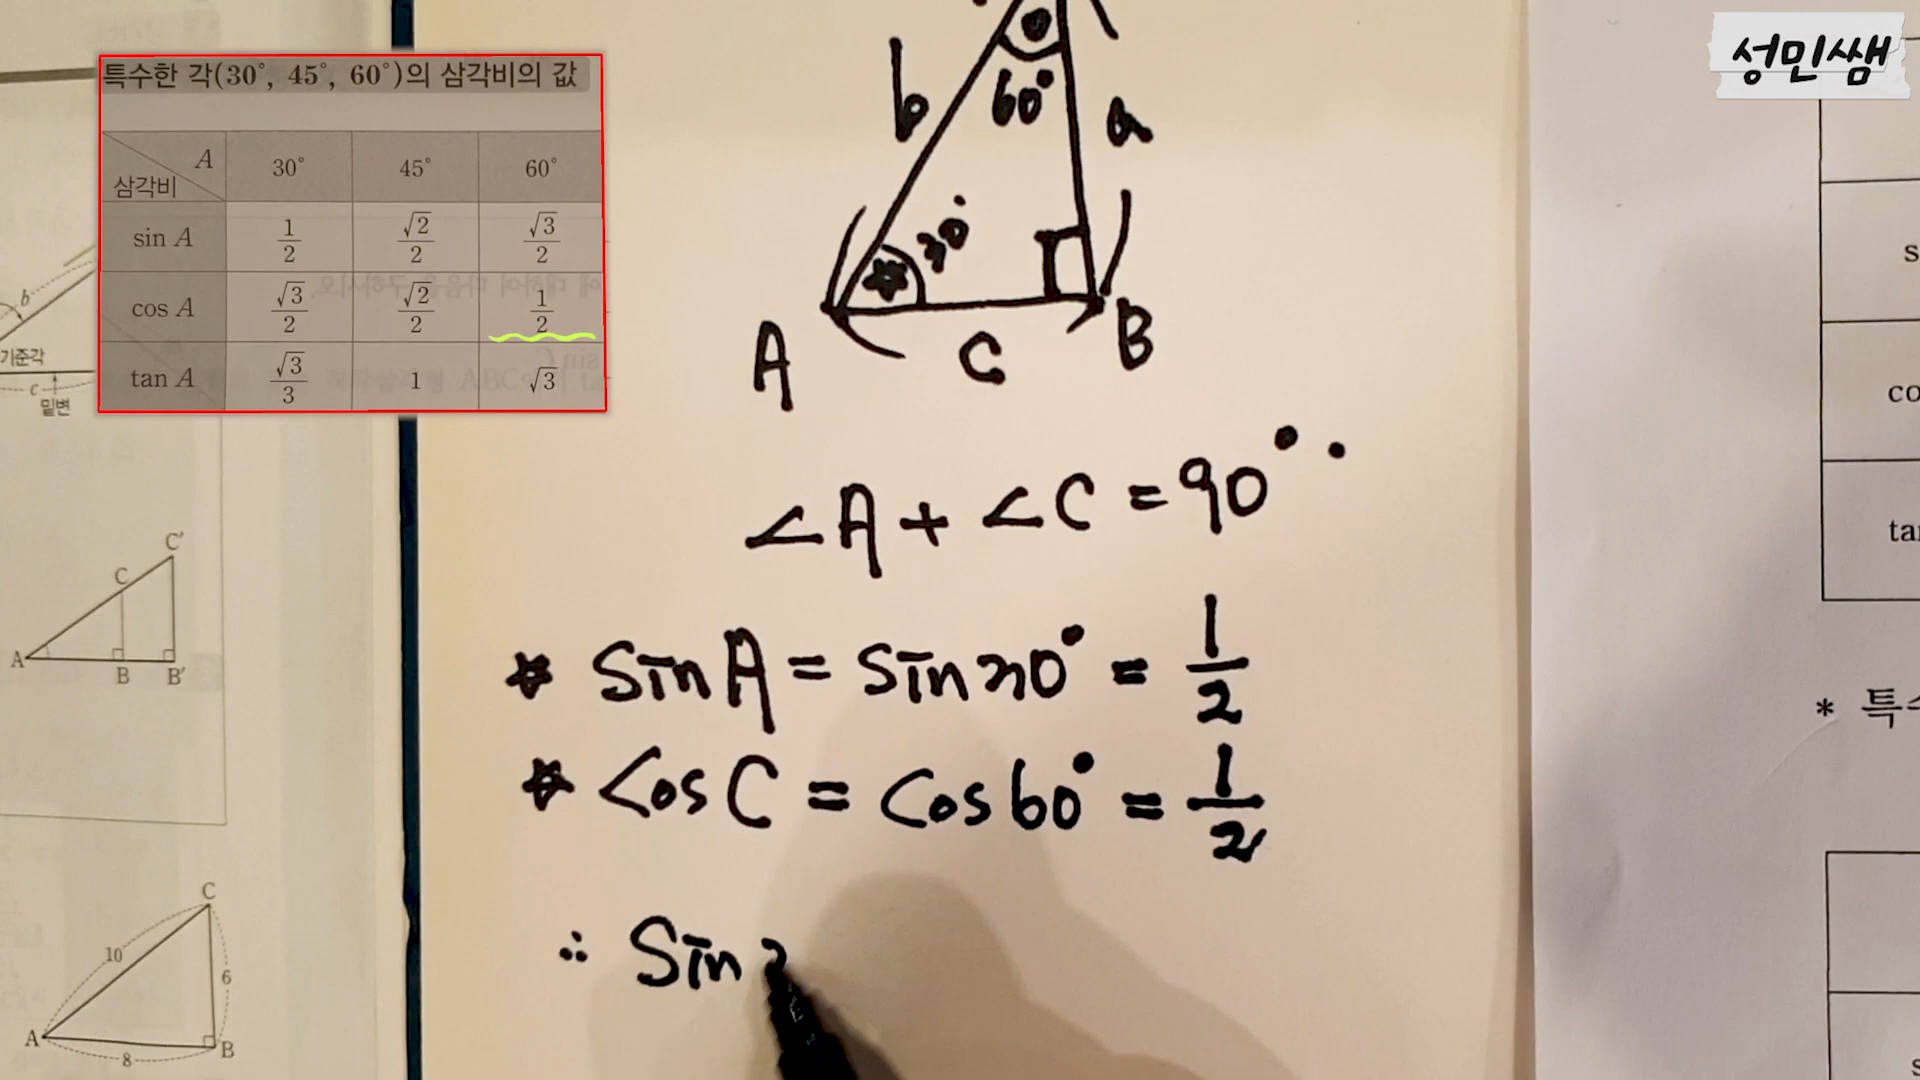 성민쌤
특수한 각(30°, 45°, 60°)의 삼각비의 값
A 30° 45° 60°
삼각비
sin A 1/2 √2/2 √3/2
cos A √3/2 √2/2 1/2
tan A √3/3 1 √3
b
기준각
c
밑변
b
60°
a
30°
A
c
B
∠A + ∠C = 90°
* sin A = sin 30° = 1/2
* cos C = cos 60° = 1/2
∴ sin
C'
C
A
B B'
C
10
6
A
8
B
s
co
tan
* 특수
s